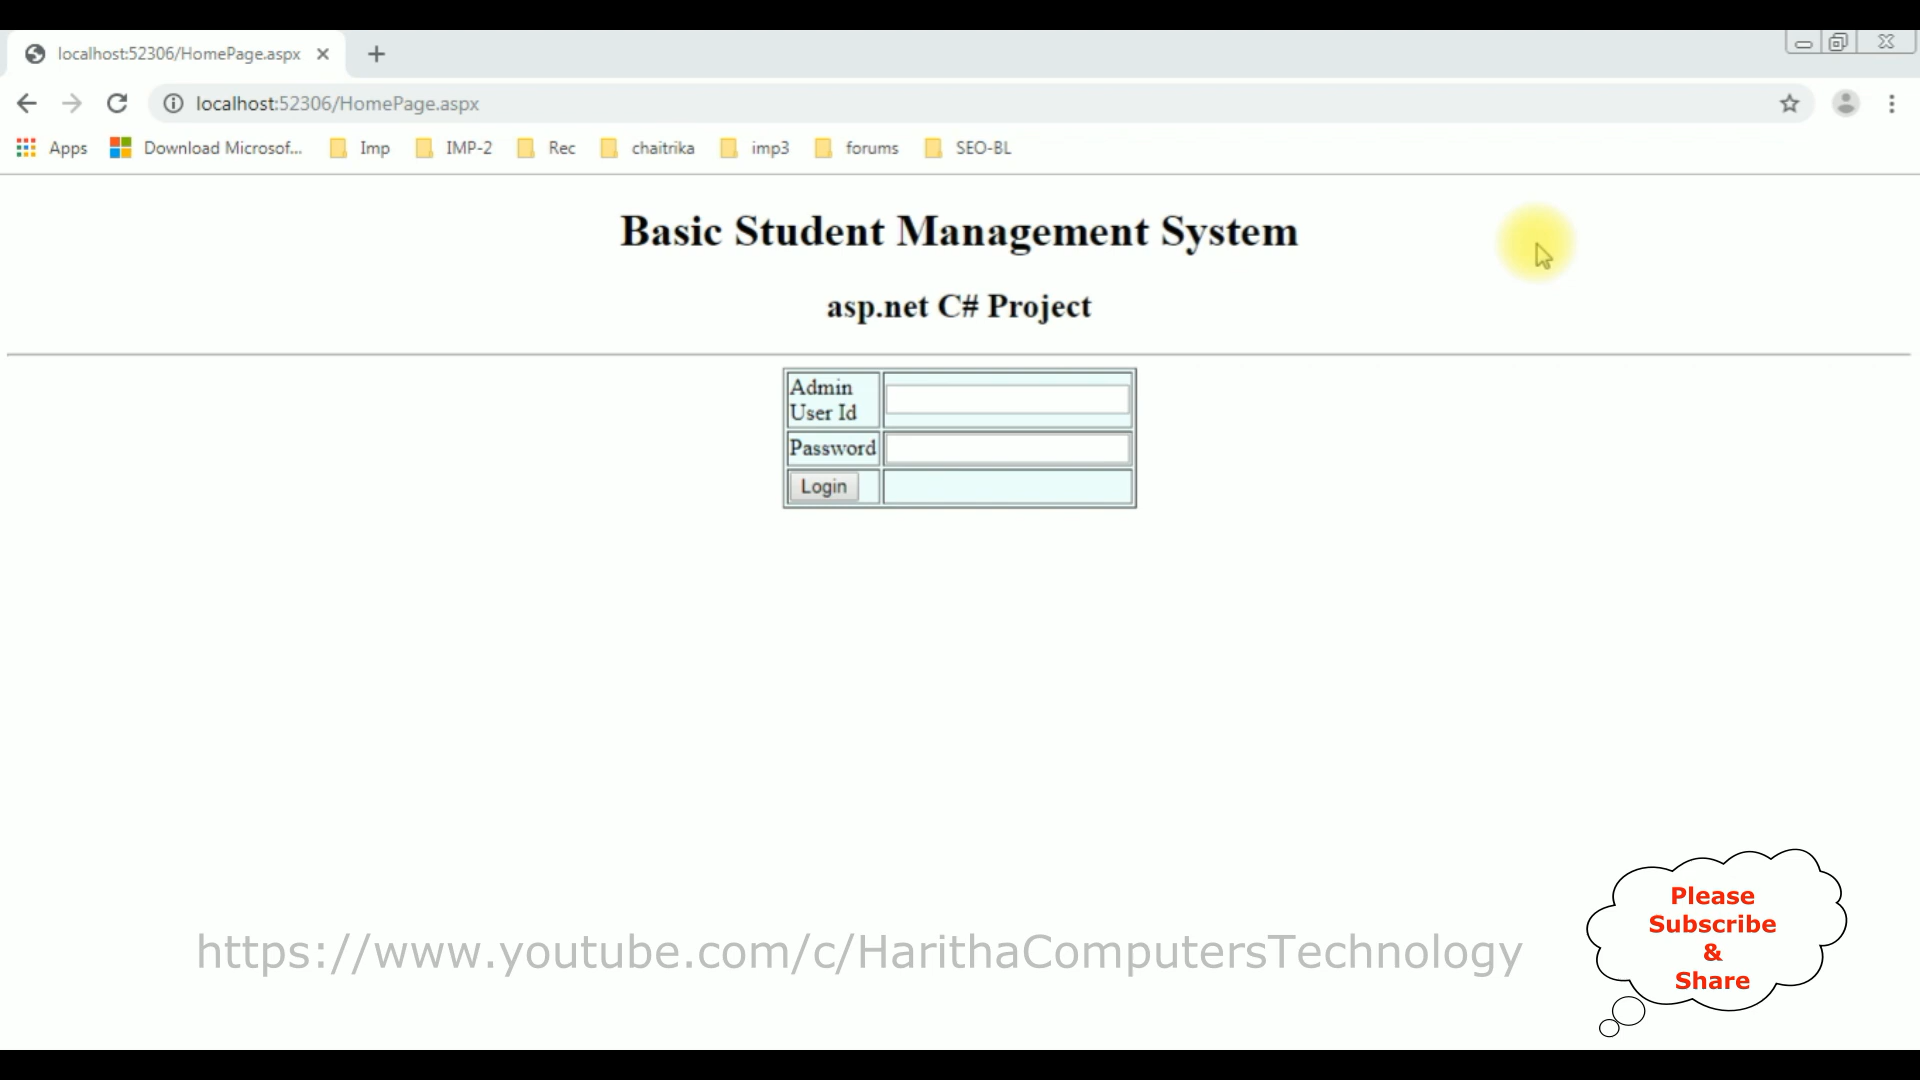 localhost:52306/HomePage.aspx
localhost:52306/HomePage.aspx
Apps Download Microsof... Imp IMP-2 Rec chaitrika imp3 forums SEO-BL
Basic Student Management System
asp.net C# Project
Admin
User Id
Password
Login
https://www.youtube.com/c/HarithaComputersTechnology
Please
Subscribe
&
Share